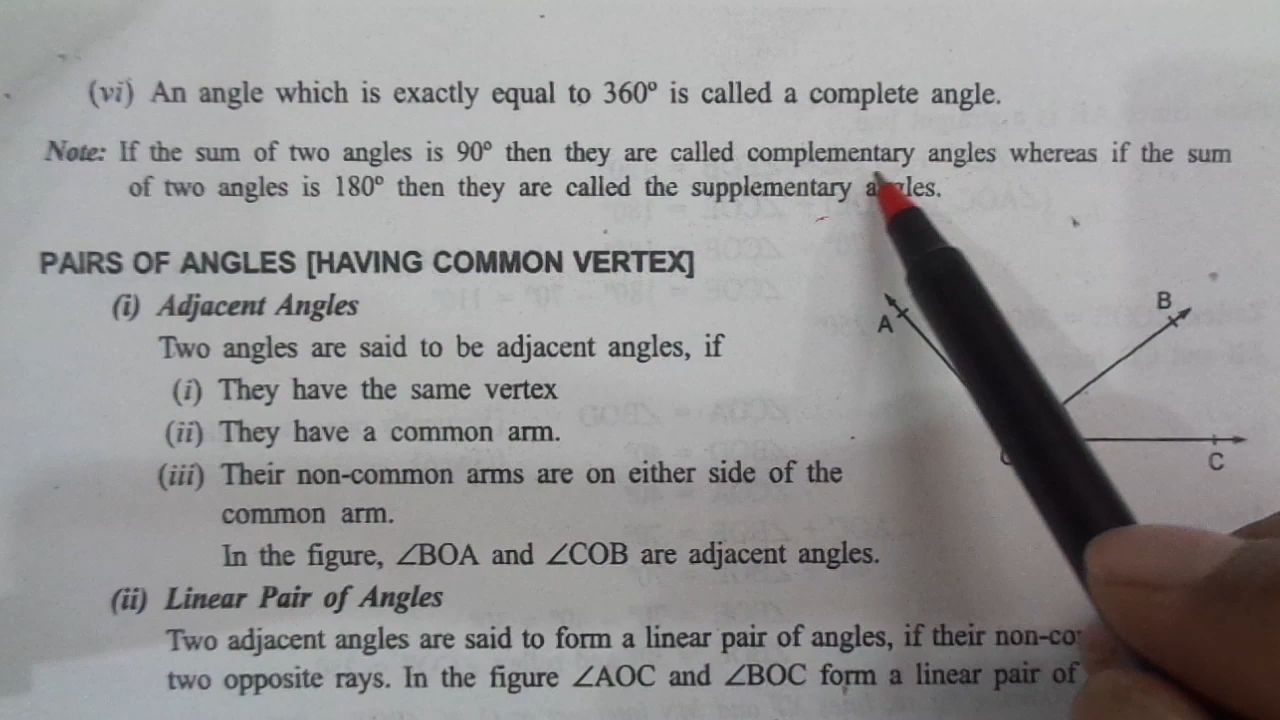 (vi) An angle which is exactly equal to 360° is called a complete angle.
Note: If the sum of two angles is 90° then they are called complementary angles whereas if the sum
of two angles is 180° then they are called the supplementary angles.
PAIRS OF ANGLES [HAVING COMMON VERTEX]
(i) Adjacent Angles
Two angles are said to be adjacent angles, if
(i) They have the same vertex
(ii) They have a common arm.
(iii) Their non-common arms are on either side of the
common arm.
In the figure, ∠BOA and ∠COB are adjacent angles.
A
B
C
(ii) Linear Pair of Angles
Two adjacent angles are said to form a linear pair of angles, if their
two opposite rays. In the figure ∠AOC and ∠BOC form a linear pair of